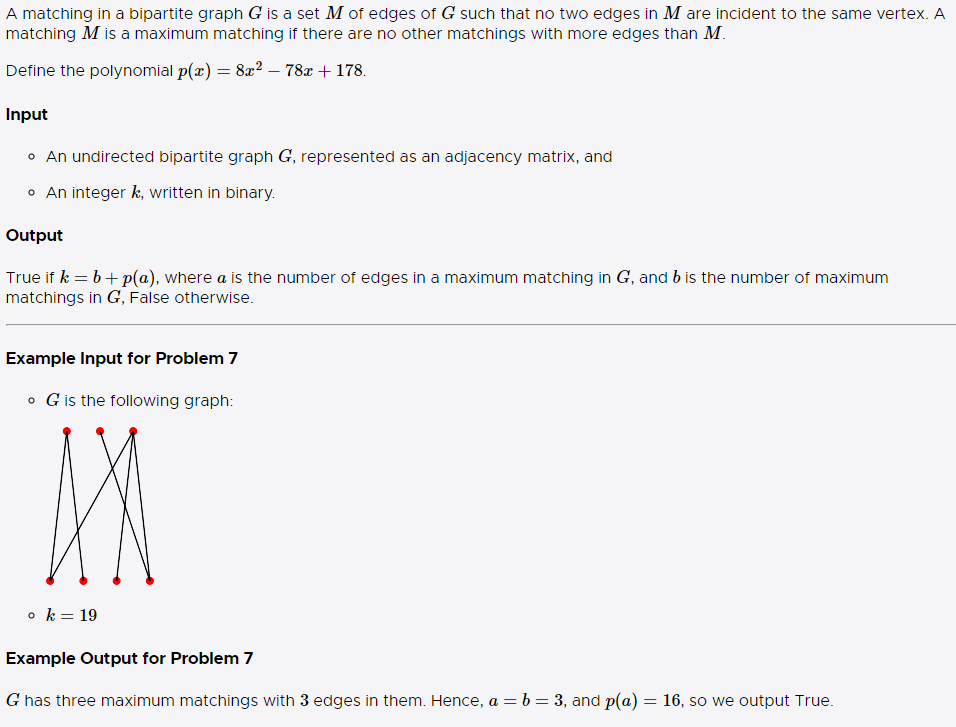 A matching in a bipartite graph G is a set M of edges of G such that no two edges in M are incident to the same vertex. A
matching M is a maximum matching if there are no other matchings with more edges than M.
Define the polynomial p(x) = 8x² − 78x + 178.
Input
◦ An undirected bipartite graph G, represented as an adjacency matrix, and
◦ An integer k, written in binary.
Output
True if k = b + p(a), where a is the number of edges in a maximum matching in G, and b is the number of maximum
matchings in G, False otherwise.
Example Input for Problem 7
◦ G is the following graph:
◦ k = 19
Example Output for Problem 7
G has three maximum matchings with 3 edges in them. Hence, a = b = 3, and p(a) = 16, so we output True.